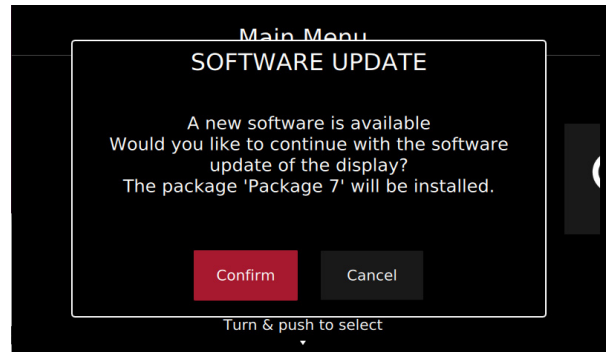 Main Menu
SOFTWARE UPDATE
A new software is available
Would you like to continue with the software
update of the display?
The package 'Package 7' will be installed.
Confirm Cancel
Turn & push to select